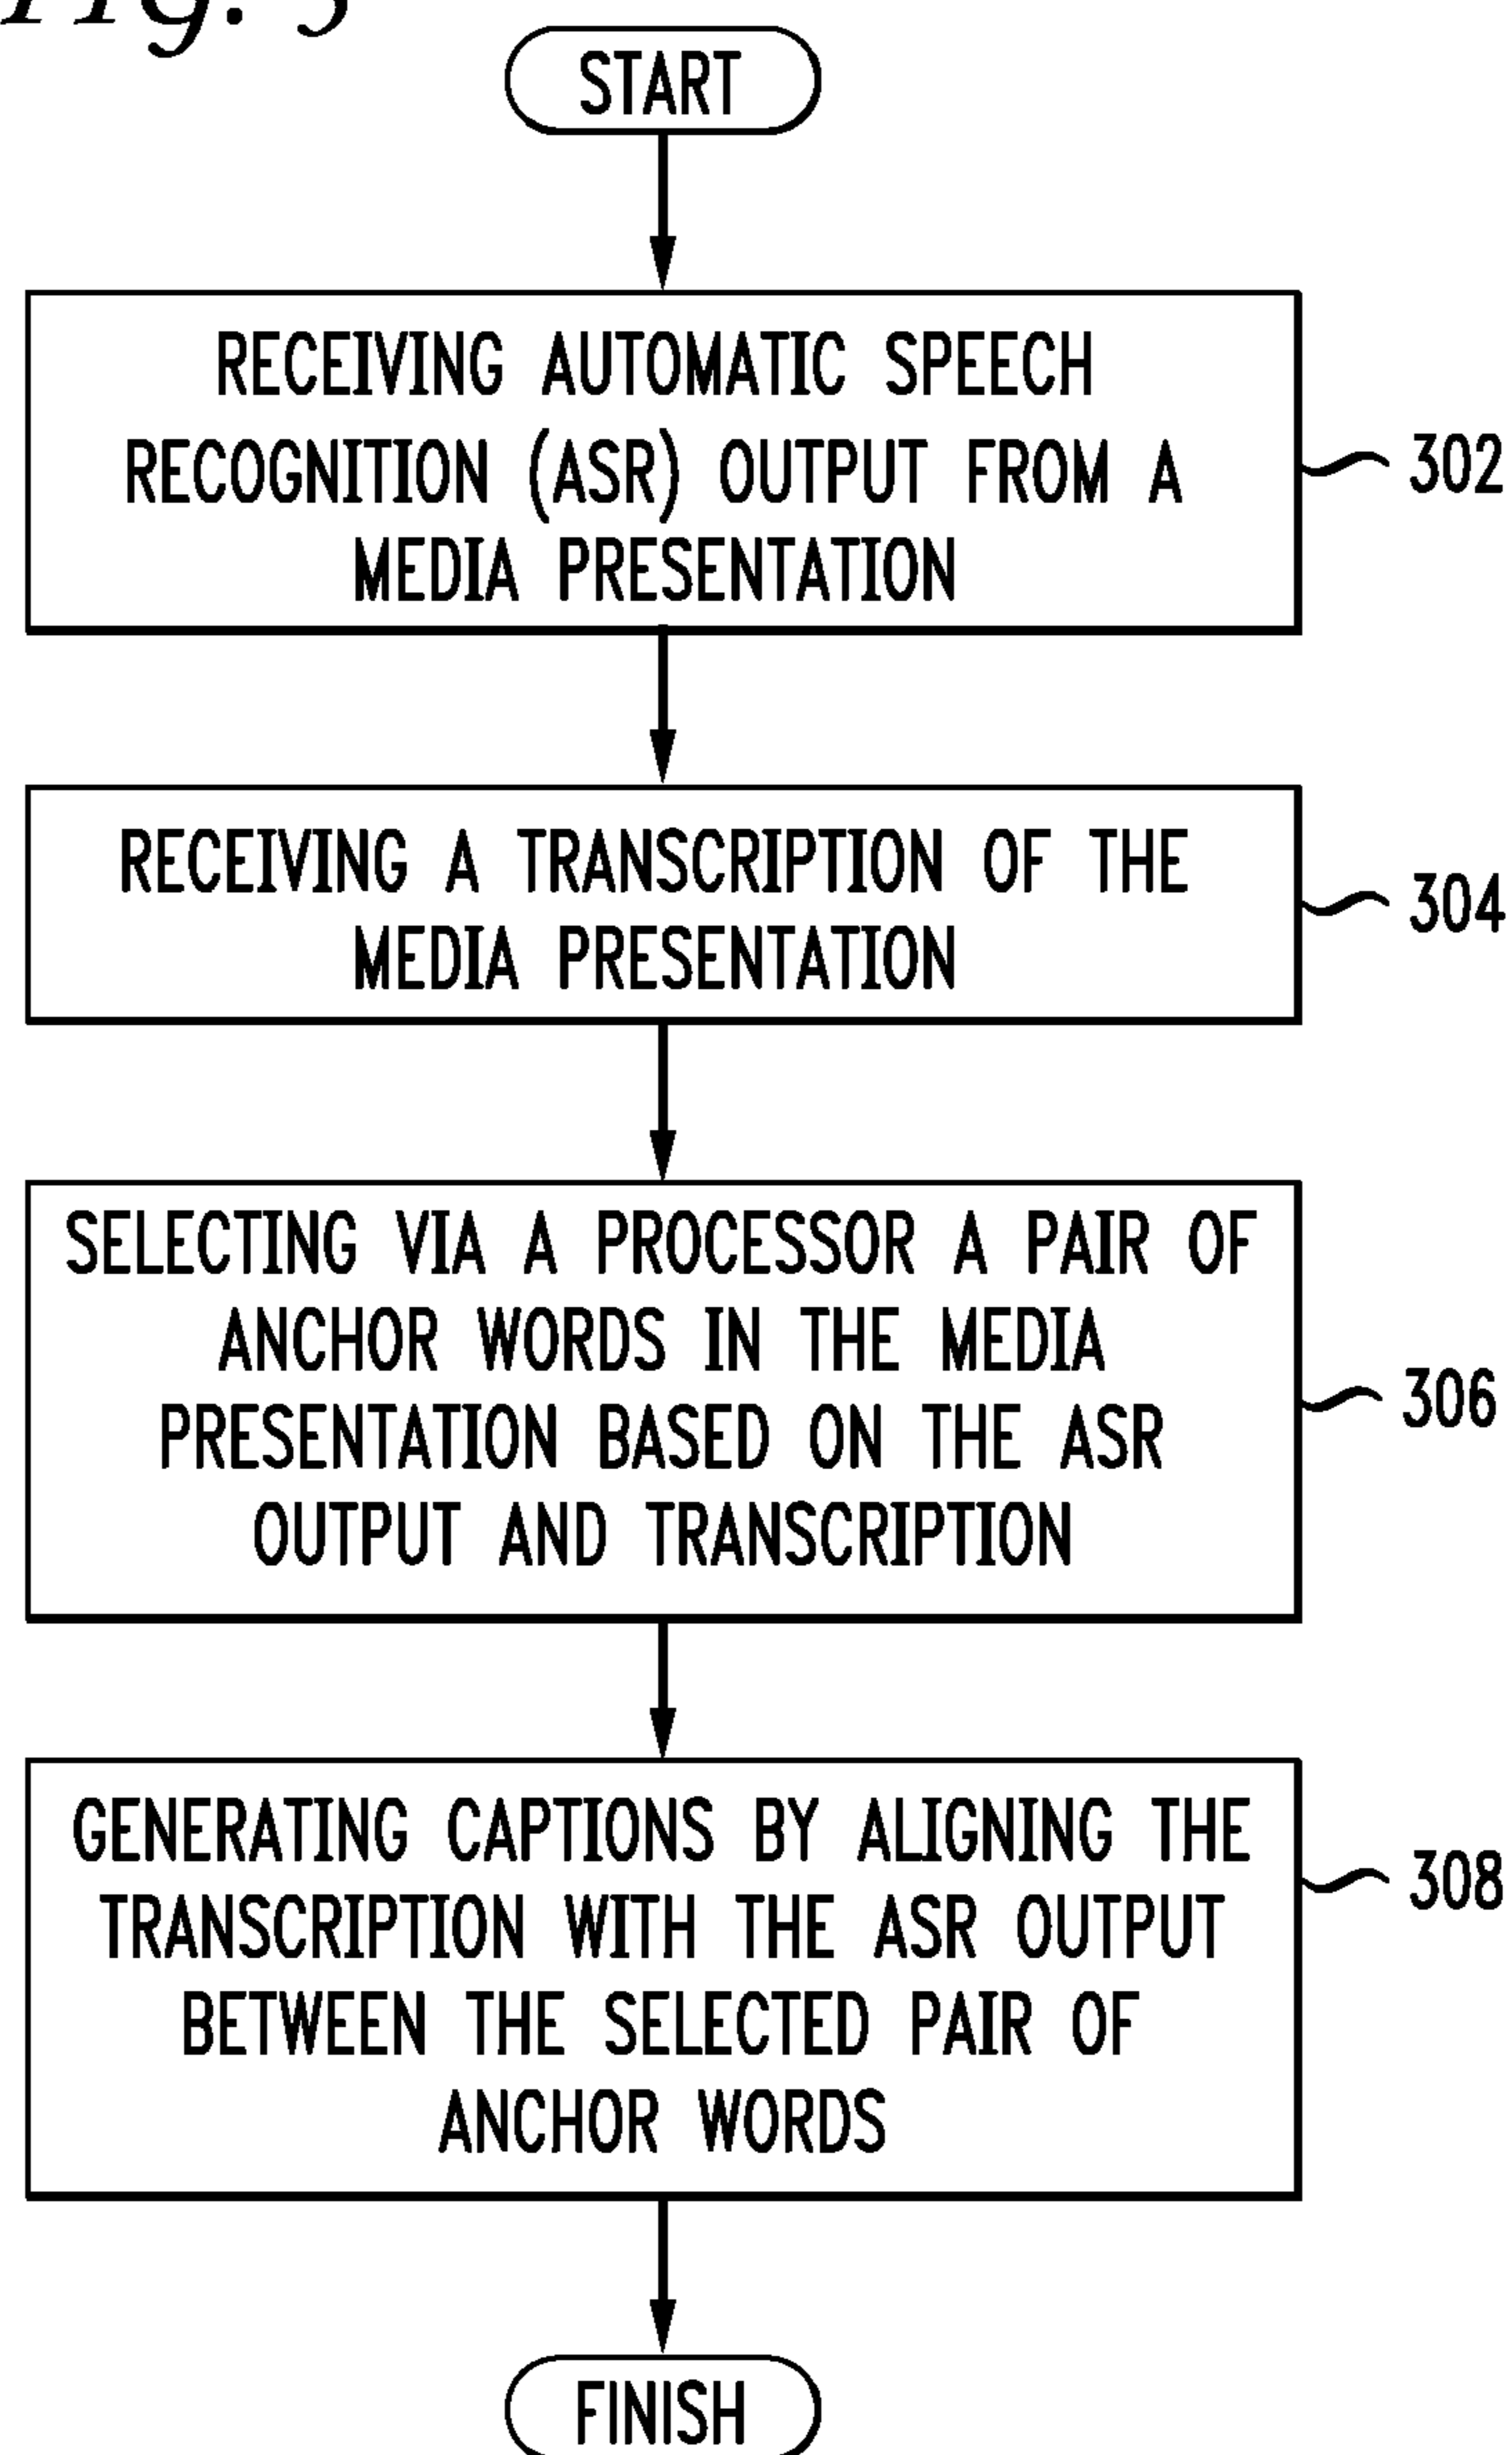 START
RECEIVING AUTOMATIC SPEECH
RECOGNITION (ASR) OUTPUT FROM A
MEDIA PRESENTATION
302
RECEIVING A TRANSCRIPTION OF THE
MEDIA PRESENTATION
304
SELECTING VIA A PROCESSOR A PAIR OF
ANCHOR WORDS IN THE MEDIA
PRESENTATION BASED ON THE ASR
OUTPUT AND TRANSCRIPTION
306
GENERATING CAPTIONS BY ALIGNING THE
TRANSCRIPTION WITH THE ASR OUTPUT
BETWEEN THE SELECTED PAIR OF
ANCHOR WORDS
308
FINISH